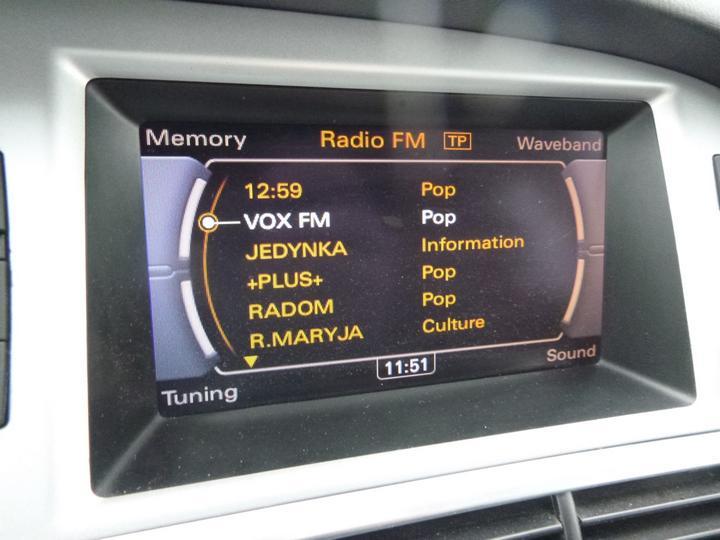 Memory Radio FM TP Waveband
12:59 Pop
VOX FM Pop
JEDYNKA Information
+PLUS+ Pop
RADOM Pop
R.MARYJA Culture
11:51
Tuning Sound